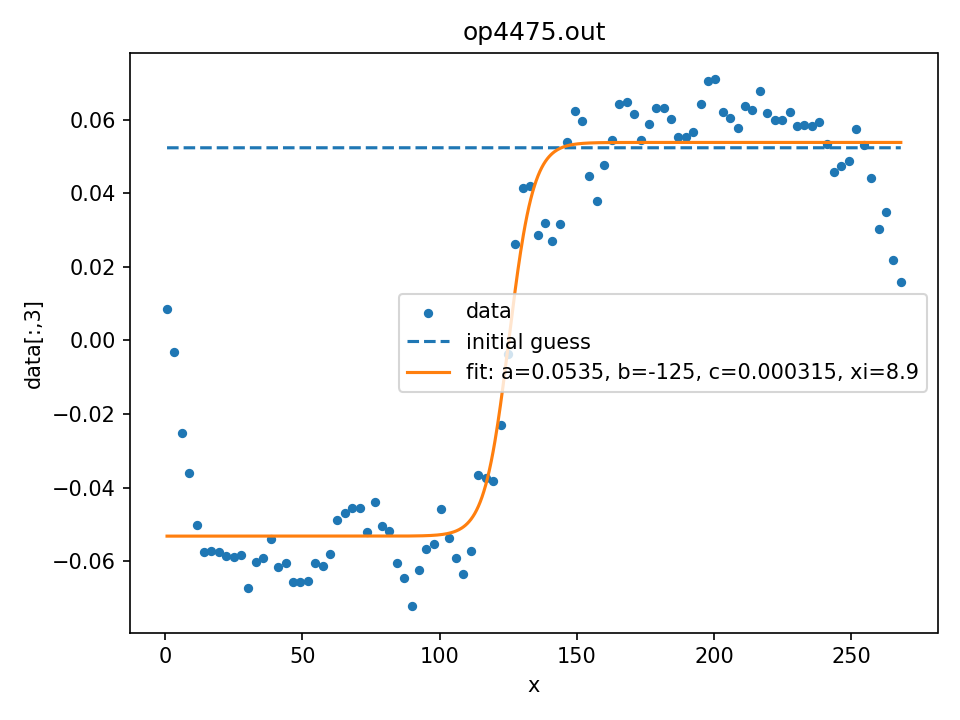 op4475.out
data[:,3]
0.06
0.04
0.02
0.00
−0.02
−0.04
−0.06
data
initial guess
fit: a=0.0535, b=-125, c=0.000315, xi=8.9
0 50 100 150 200 250
x